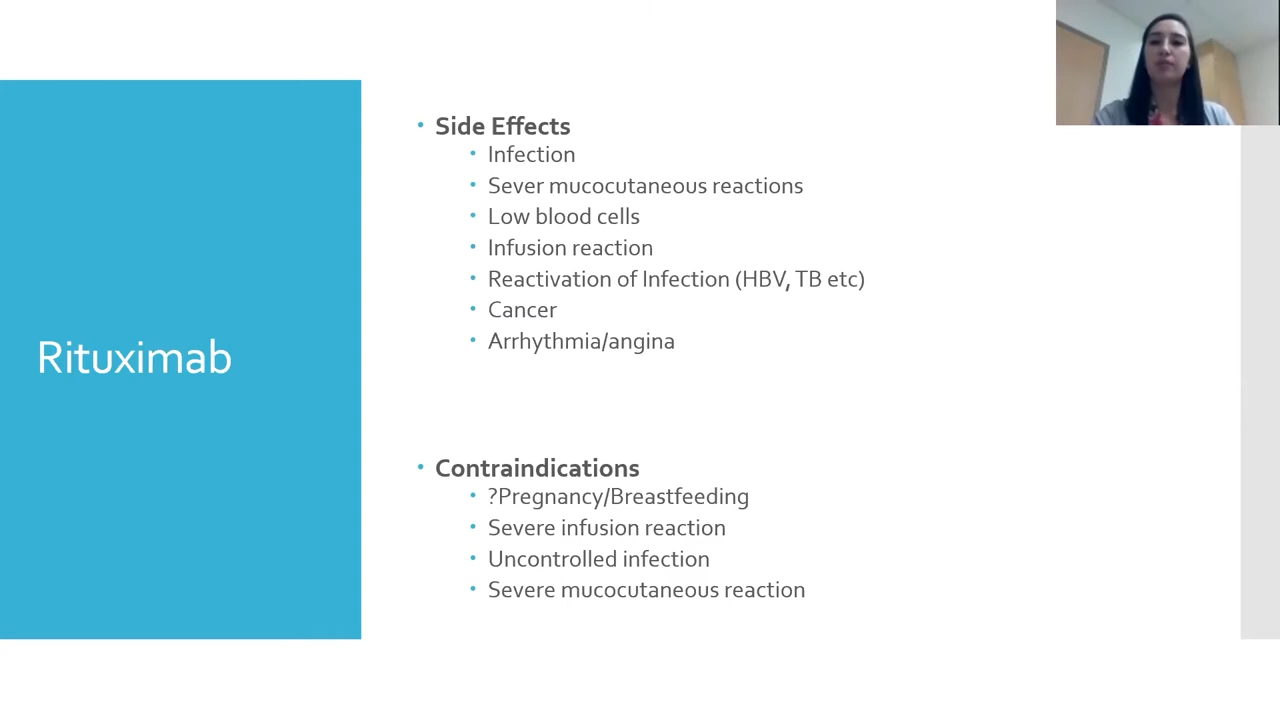 Rituximab
• Side Effects
• Infection
• Sever mucocutaneous reactions
• Low blood cells
• Infusion reaction
• Reactivation of Infection (HBV, TB etc)
• Cancer
• Arrhythmia/angina
• Contraindications
• ?Pregnancy/Breastfeeding
• Severe infusion reaction
• Uncontrolled infection
• Severe mucocutaneous reaction